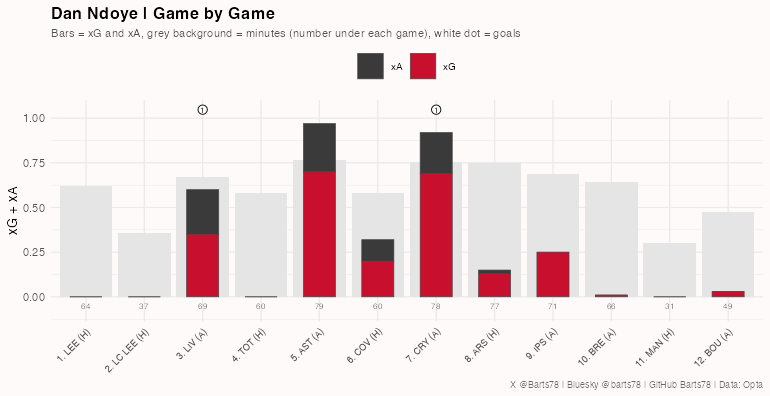 Dan Ndoye | Game by Game
Bars = xG and xA, grey background = minutes (number under each game), white dot = goals
xA xG
xG + xA
1.00
0.75
0.50
0.25
0.00
1 1
64 37 69 60 79 60 78 77 71 66 31 49
1. LEE (H) 2. LC LEE (H) 3. LIV (A) 4. TOT (H) 5. AST (A) 6. COV (H) 7. CRY (A) 8. ARS (H) 9. IPS (A) 10. BRE (A) 11. MAN (H) 12. BOU (A)
X @Barts78 | Bluesky @barts78 | GitHub Barts78 | Data: Opta